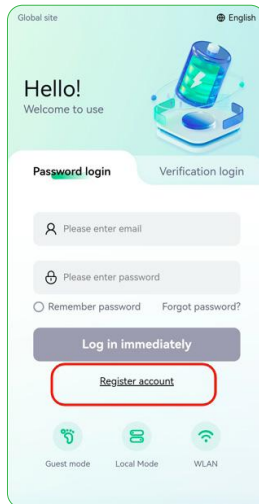 Global site
English
Hello!
Welcome to use
Password login
Verification login
Please enter email
Please enter password
Remember password
Forgot password?
Log in immediately
Register account
Guest mode
Local Mode
WLAN